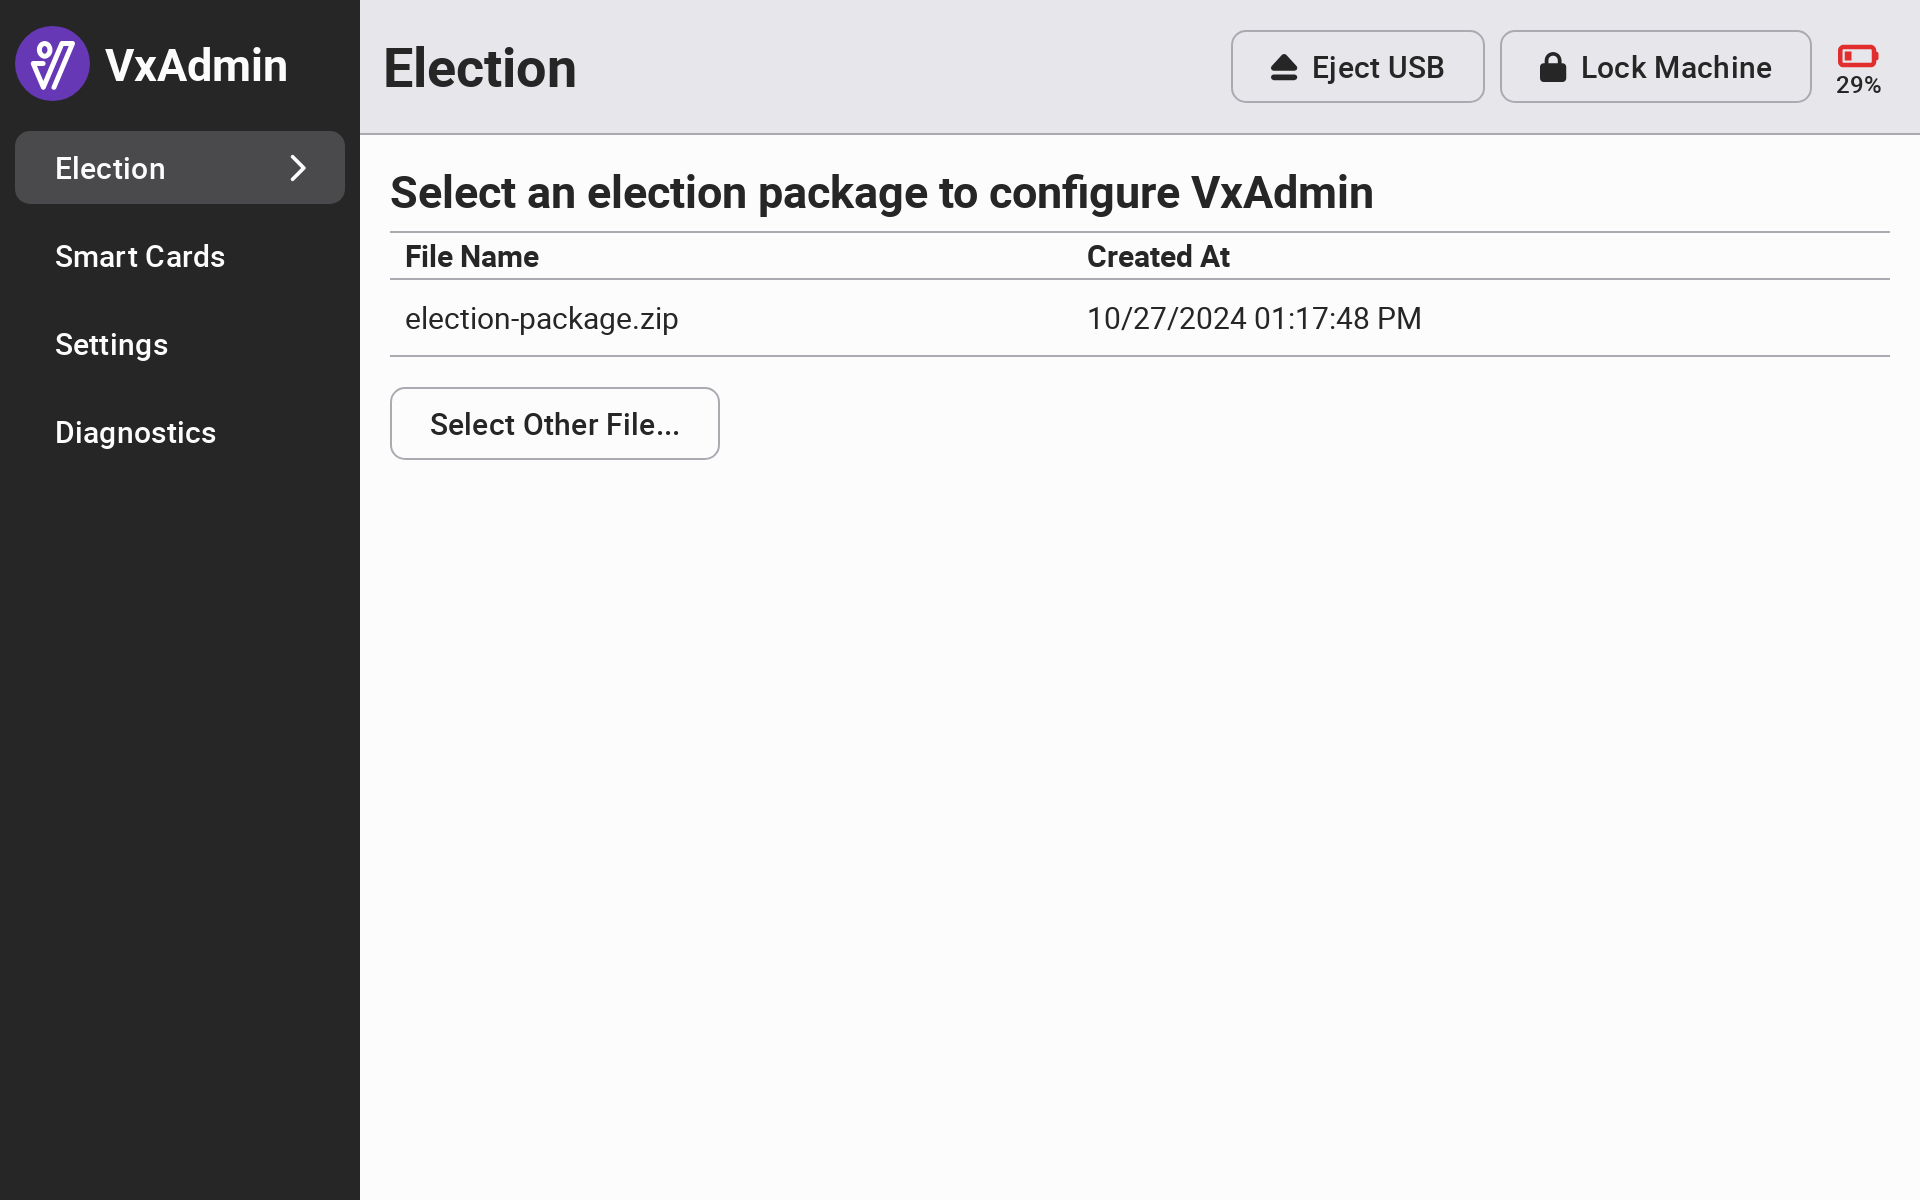 VxAdmin
Election
Smart Cards
Settings
Diagnostics
Election
Eject USB
Lock Machine
29%
Select an election package to configure VxAdmin
File Name Created At
election-package.zip 10/27/2024 01:17:48 PM
Select Other File...